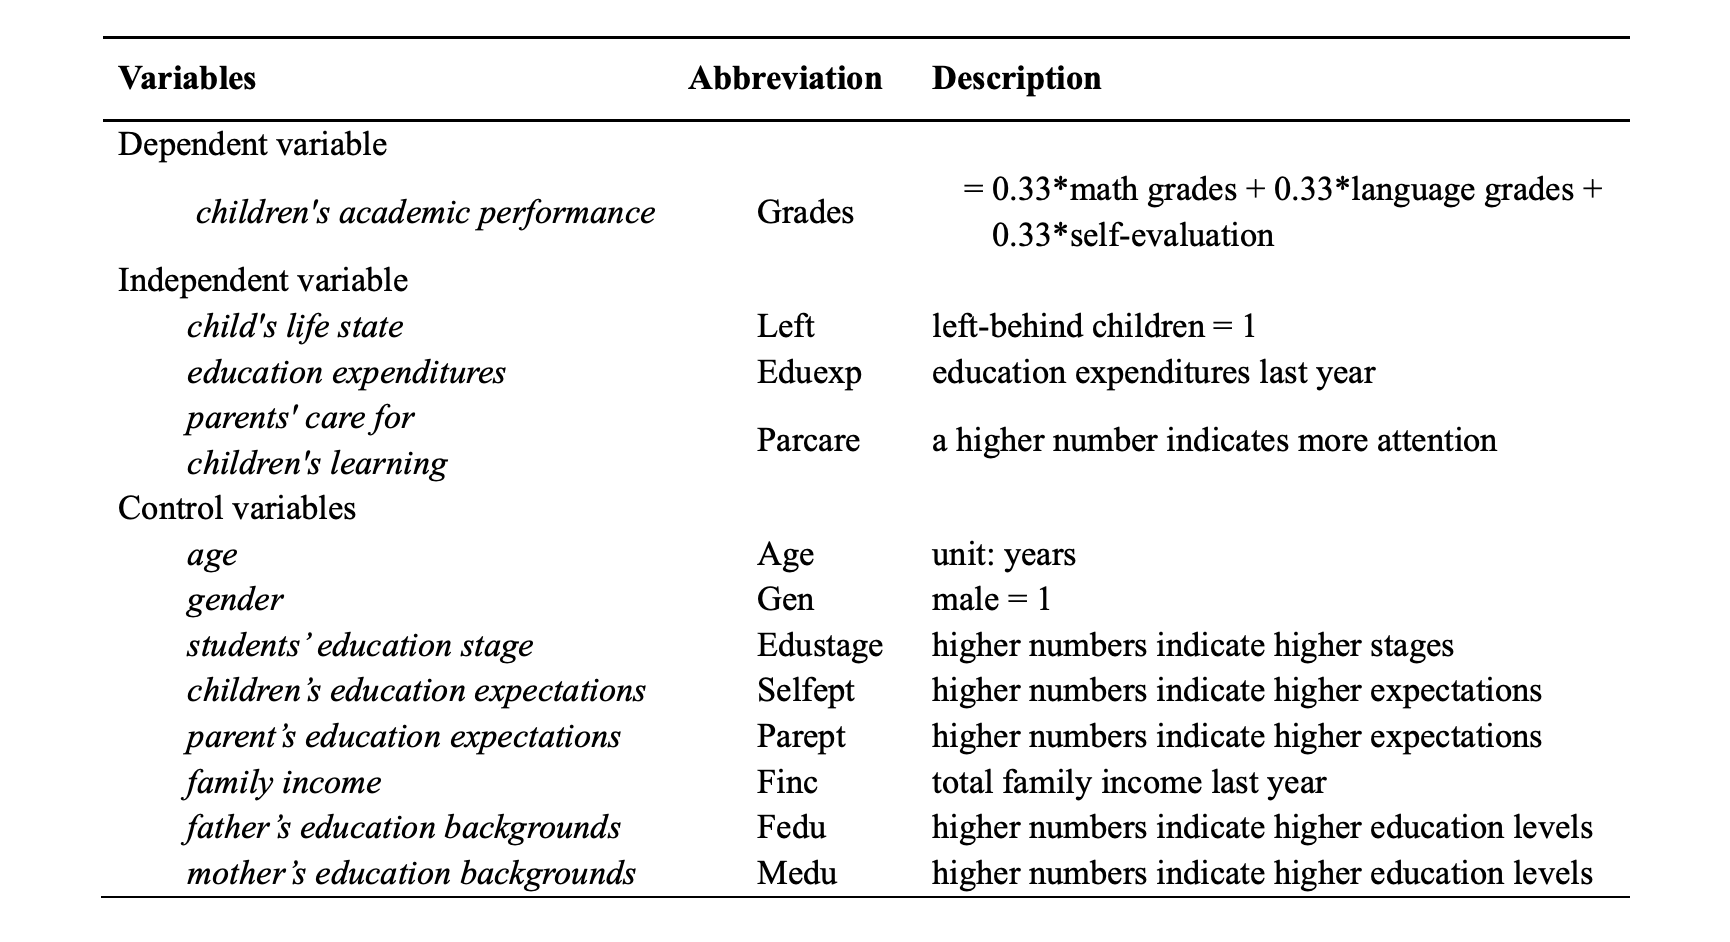 Variables Abbreviation Description
Dependent variable
children's academic performance Grades = 0.33*math grades + 0.33*language grades +
0.33*self-evaluation
Independent variable
child's life state Left left-behind children = 1
education expenditures Eduexp education expenditures last year
parents' care for
children's learning Parcare a higher number indicates more attention
Control variables
age Age unit: years
gender Gen male = 1
students’ education stage Edustage higher numbers indicate higher stages
children’s education expectations Selfept higher numbers indicate higher expectations
parent’s education expectations Parept higher numbers indicate higher expectations
family income Finc total family income last year
father’s education backgrounds Fedu higher numbers indicate higher education levels
mother’s education backgrounds Medu higher numbers indicate higher education levels